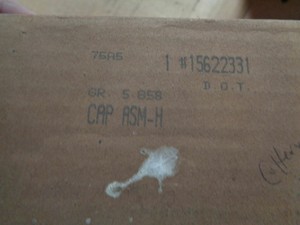 76A5
1 #15622331
D.O.T.
GR. 5.858
CAP ASM-H